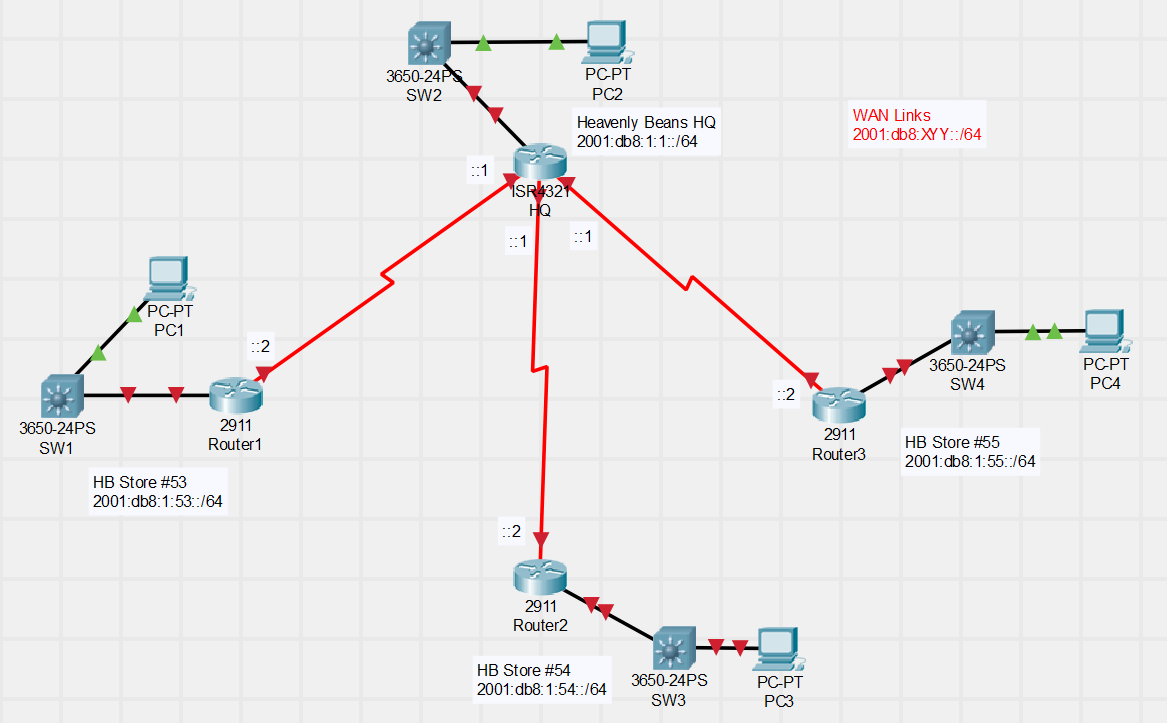 3650-24PS
SW2
PC-PT
PC2
Heavenly Beans HQ
2001:db8:1:1::/64
WAN Links
2001:db8:XYY::/64
::1
ISR4321
HQ
::1
::1
PC-PT
PC1
::2
3650-24PS
SW1
2911
Router1
HB Store #53
2001:db8:1:53::/64
::2
2911
Router3
3650-24PS
SW4
PC-PT
PC4
HB Store #55
2001:db8:1:55::/64
::2
2911
Router2
HB Store #54
2001:db8:1:54::/64
3650-24PS
SW3
PC-PT
PC3